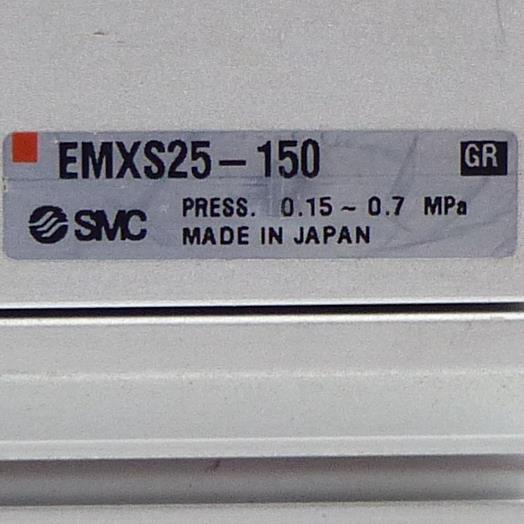 EMXS25-150 GR
SMC PRESS. 0.15~0.7 MPa
MADE IN JAPAN